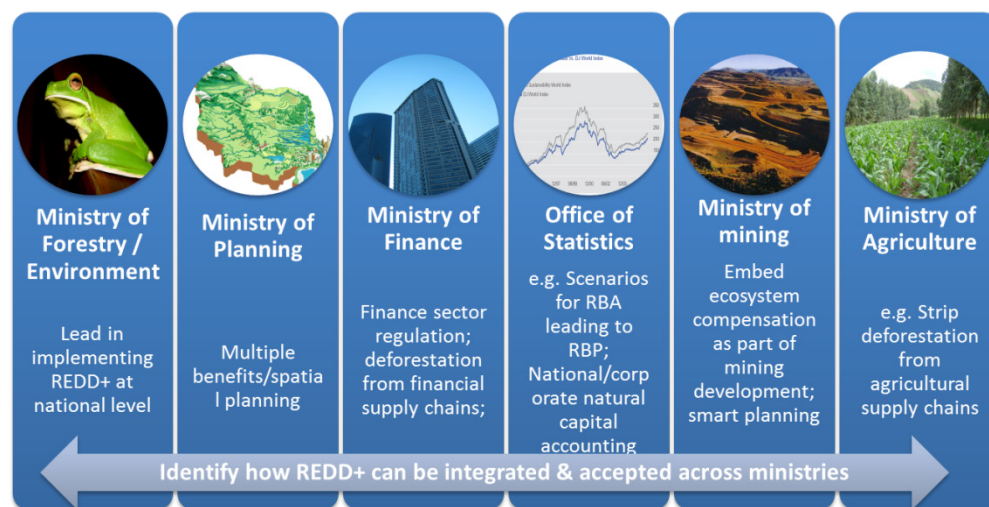 Ministry of
Forestry /
Environment
Lead in
implementing
REDD+ at
national level
Ministry of
Planning
Multiple
benefits/spatia
l planning
Ministry of
Finance
Finance sector
regulation;
deforestation
from financial
supply chains;
Office of
Statistics
e.g. Scenarios
for RBA
leading to
RBP;
National/corp
orate natural
capital
accounting
Ministry of
mining
Embed
ecosystem
compensation
as part of
mining
development;
smart planning
Ministry of
Agriculture
e.g. Strip
deforestation
from
agricultural
supply chains
Identify how REDD+ can be integrated & accepted across ministries